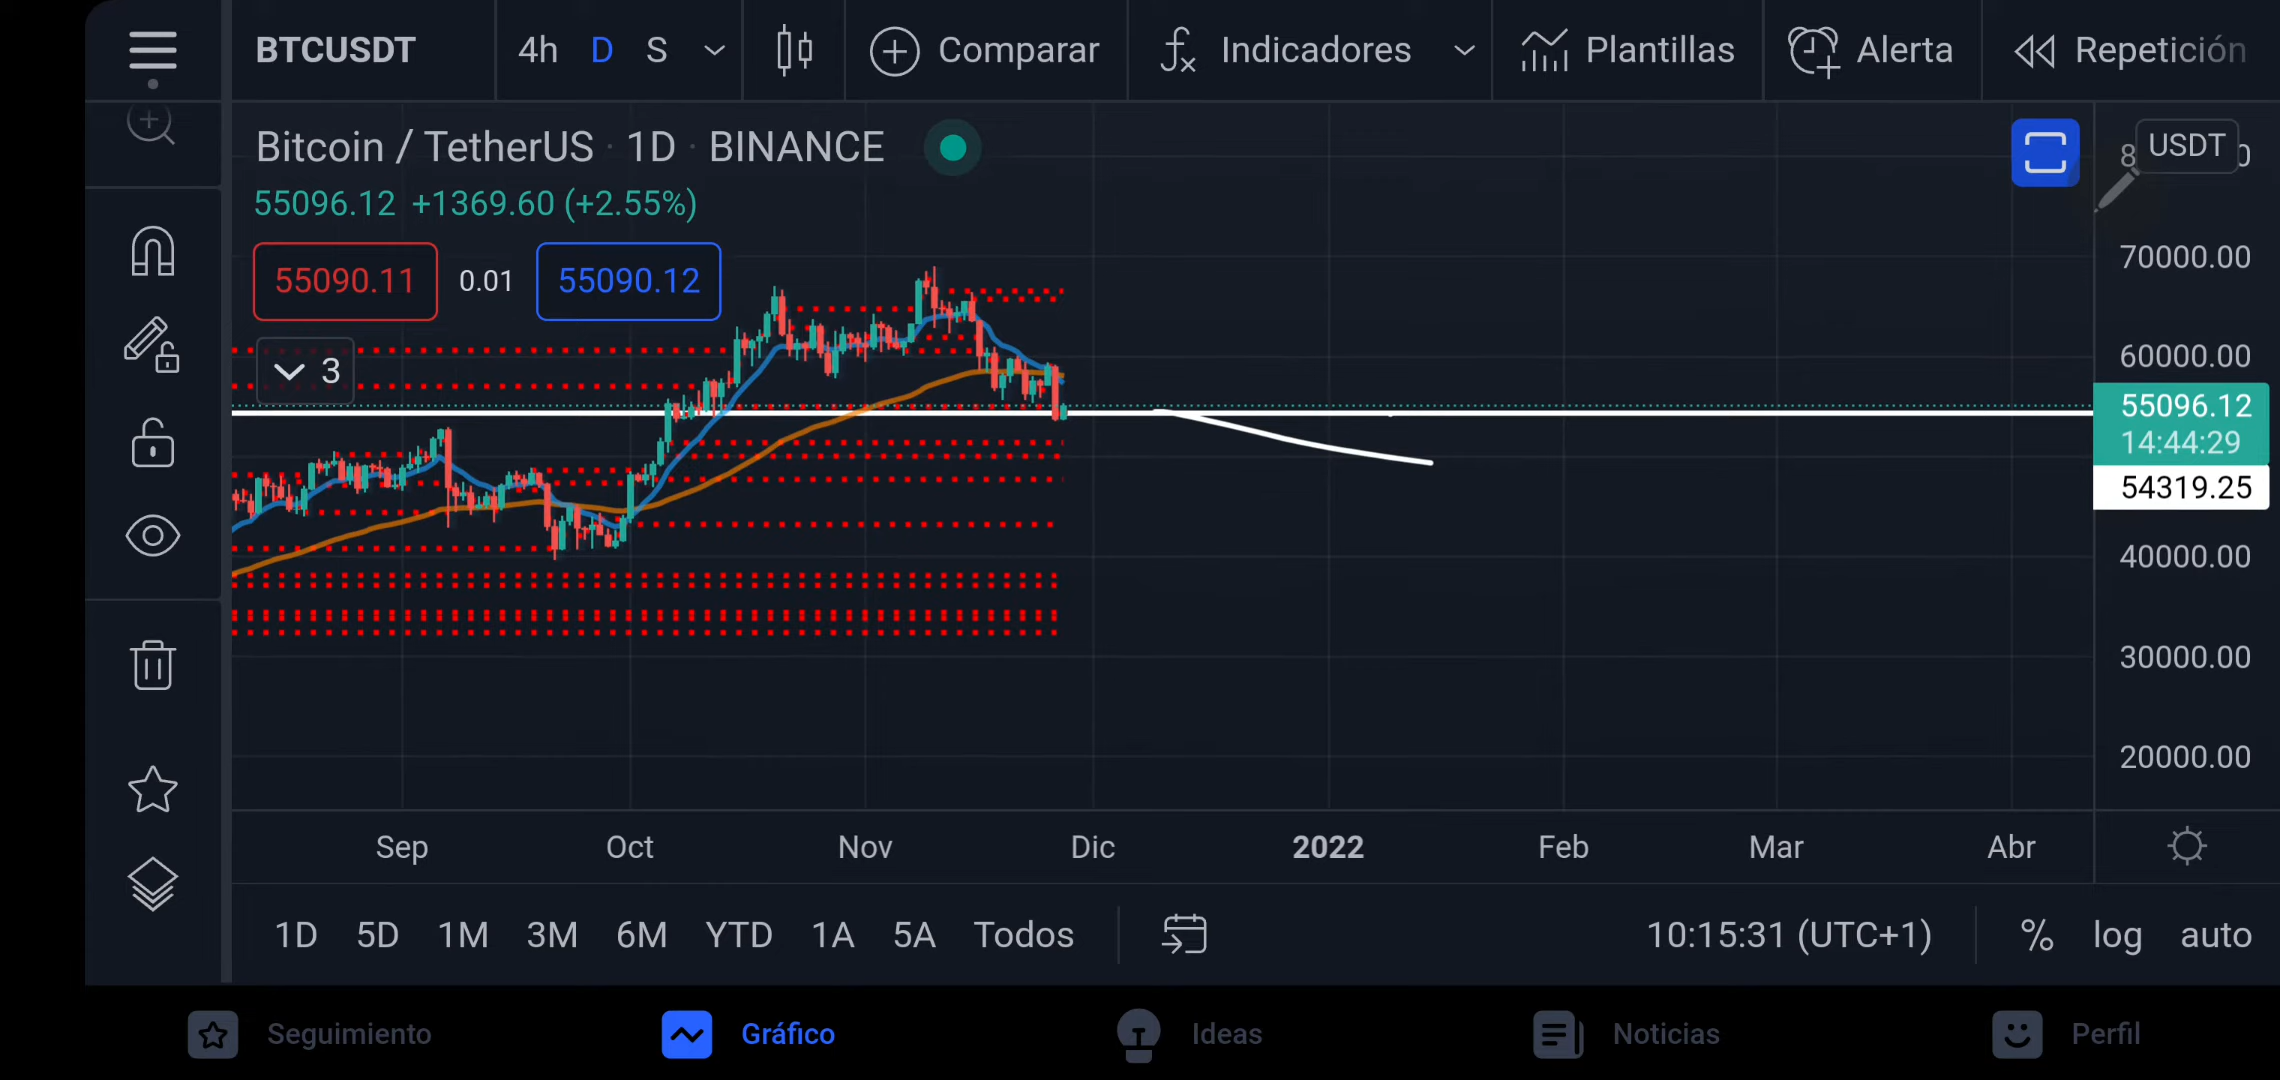 BTCUSDT 4h D S Comparar Indicadores Plantillas Alerta Repetición
Bitcoin / TetherUS · 1D · BINANCE
USDT
55096.12 +1369.60 (+2.55%)
55090.11 0.01 55090.12
3
70000.00
60000.00
55096.12
14:44:29
54319.25
40000.00
30000.00
20000.00
Sep Oct Nov Dic 2022 Feb Mar Abr
1D 5D 1M 3M 6M YTD 1A 5A Todos 10:15:31 (UTC+1) % log auto
Seguimiento Gráfico Ideas Noticias Perfil